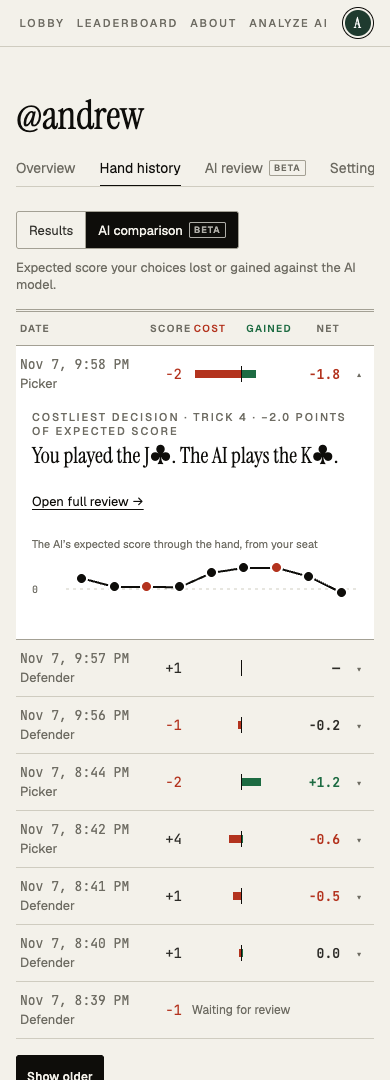 LOBBY LEADERBOARD ABOUT ANALYZE AI A
@andrew
Overview Hand history AI review BETA Setting
Results AI comparison BETA
Expected score your choices lost or gained against the AI
model.
DATE SCORE COST GAINED NET
Nov 7, 9:58 PM
Picker
-2 -1.8
COSTLIEST DECISION · TRICK 4 · −2.0 POINTS
OF EXPECTED SCORE
You played the J♣. The AI plays the K♣.
Open full review →
The AI's expected score through the hand, from your seat
0
Nov 7, 9:57 PM
Defender
+1 —
Nov 7, 9:56 PM
Defender
-1 -0.2
Nov 7, 8:44 PM
Picker
-2 +1.2
Nov 7, 8:42 PM
Picker
+4 -0.6
Nov 7, 8:41 PM
Defender
+1 -0.5
Nov 7, 8:40 PM
Defender
+1 0.0
Nov 7, 8:39 PM
Defender
-1 Waiting for review
Show older